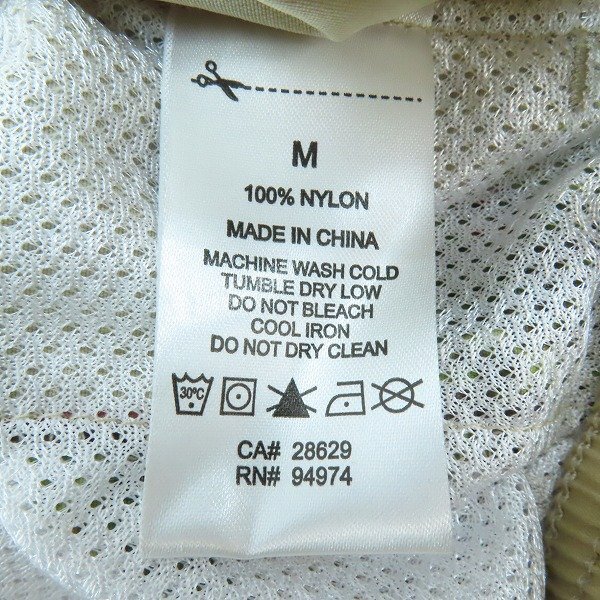 M
100% NYLON
MADE IN CHINA
MACHINE WASH COLD
TUMBLE DRY LOW
DO NOT BLEACH
COOL IRON
DO NOT DRY CLEAN
30°C
CA# 28629
RN# 94974